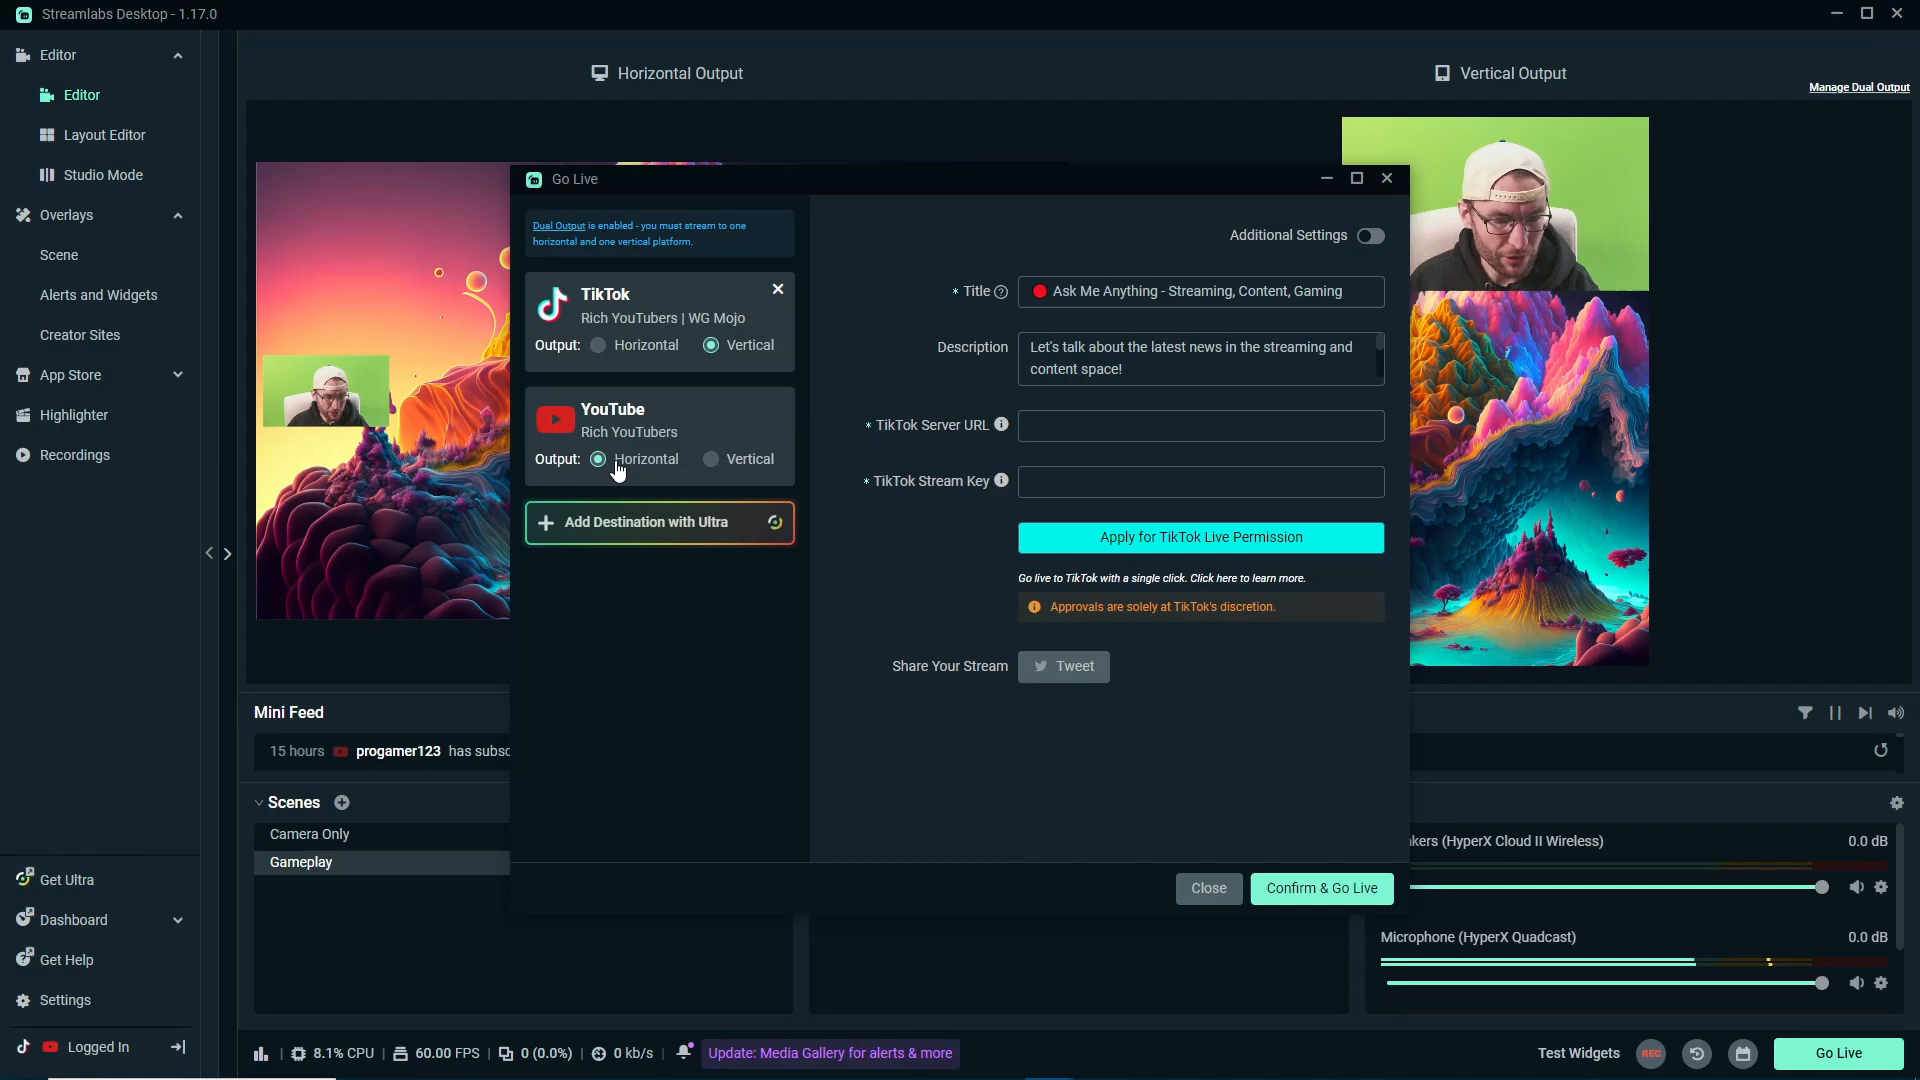 Streamlabs Desktop - 1.17.0
Editor
Editor
Layout Editor
Studio Mode
Overlays
Scene
Alerts and Widgets
Creator Sites
App Store
Highlighter
Recordings
Get Ultra
Dashboard
Get Help
Settings
Logged In
Horizontal Output
Vertical Output
Manage Dual Output
Go Live
Dual Output is enabled - you must stream to one
horizontal and one vertical platform.
TikTok
Rich YouTubers | WG Mojo
Output: Horizontal Vertical
YouTube
Rich YouTubers
Output: Horizontal Vertical
Add Destination with Ultra
Additional Settings
* Title Ask Me Anything - Streaming, Content, Gaming
Description Let's talk about the latest news in the streaming and
content space!
* TikTok Server URL
* TikTok Stream Key
Apply for TikTok Live Permission
Go live to TikTok with a single click. Click here to learn more.
Approvals are solely at TikTok's discretion.
Share Your Stream Tweet
Close Confirm & Go Live
Mini Feed
15 hours progamer123 has subsc
Scenes
Camera Only
Gameplay
kers (HyperX Cloud II Wireless) 0.0 dB
Microphone (HyperX Quadcast) 0.0 dB
8.1% CPU 60.00 FPS 0 (0.0%) 0 kb/s Update: Media Gallery for alerts & more
Test Widgets REC Go Live